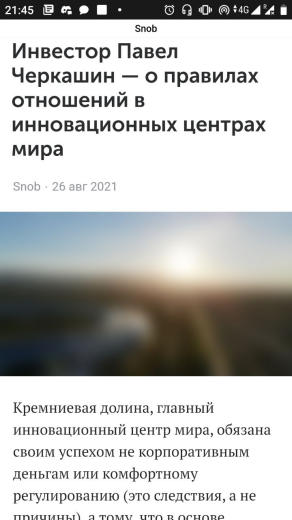 21:45
4G
Snob
Инвестор Павел
Черкашин — о правилах
отношений в
инновационных центрах
мира
Snob · 26 авг 2021
Кремниевая долина, главный
инновационный центр мира, обязана
своим успехом не корпоративным
деньгам или комфортному
регулированию (это следствия, а не
причины), а тому, что в основе